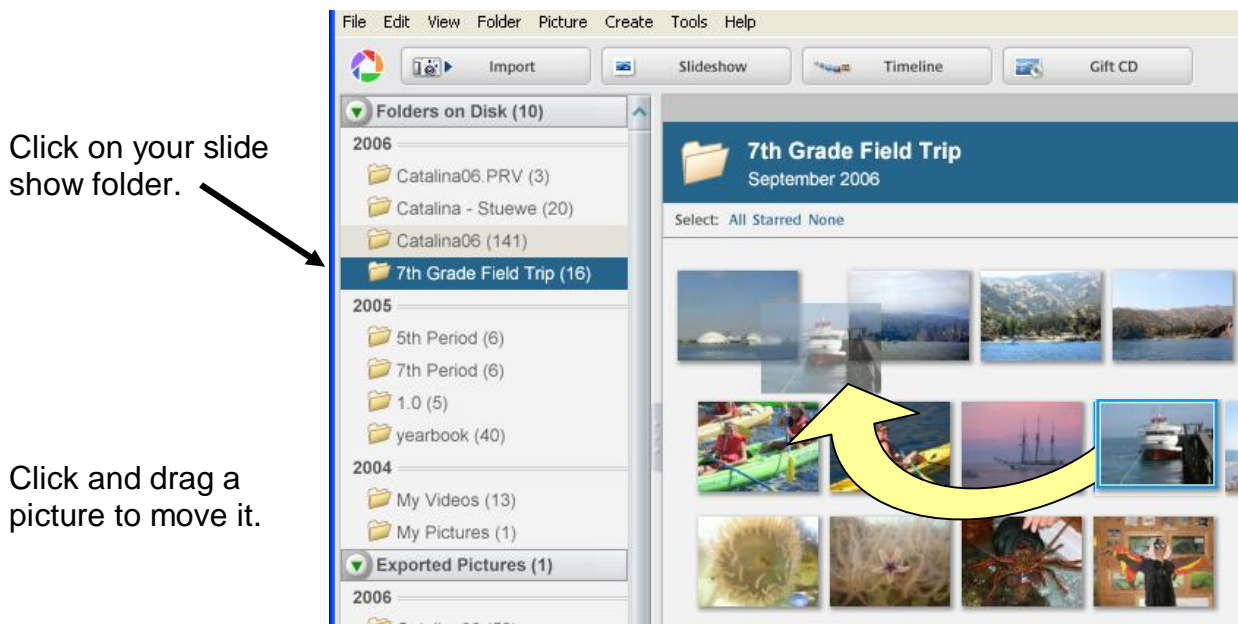 File Edit View Folder Picture Create Tools Help
Import Slideshow Timeline Gift CD
Click on your slide
show folder.
Click and drag a
picture to move it.
Folders on Disk (10)
2006
Catalina06.PRV (3)
Catalina - Stuewe (20)
Catalina06 (141)
7th Grade Field Trip (16)
2005
5th Period (6)
7th Period (6)
1.0 (5)
yearbook (40)
2004
My Videos (13)
My Pictures (1)
Exported Pictures (1)
2006
7th Grade Field Trip
September 2006
Select: All Starred None